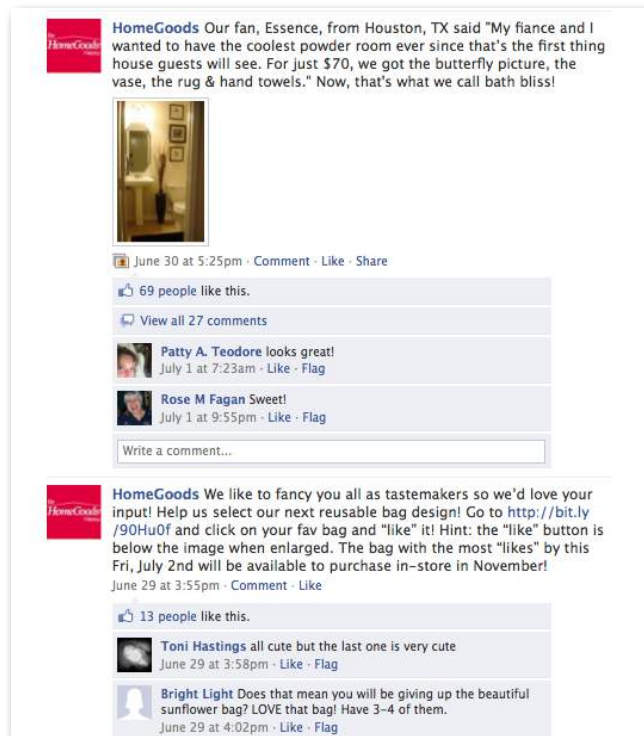 HomeGoods Our fan, Essence, from Houston, TX said "My fiance and I
wanted to have the coolest powder room ever since that's the first thing
house guests will see. For just $70, we got the butterfly picture, the
vase, the rug & hand towels." Now, that's what we call bath bliss!
HomeGoods
June 30 at 5:25pm · Comment · Like · Share
69 people like this.
View all 27 comments
Patty A. Teodore looks great!
July 1 at 7:23am · Like · Flag
Rose M Fagan Sweet!
July 1 at 9:55pm · Like · Flag
Write a comment...
HomeGoods We like to fancy you all as tastemakers so we'd love your
input! Help us select our next reusable bag design! Go to http://bit.ly
/90Hu0f and click on your fav bag and “like” it! Hint: the “like” button is
below the image when enlarged. The bag with the most “likes” by this
Fri, July 2nd will be available to purchase in-store in November!
HomeGoods
June 29 at 3:55pm · Comment · Like
13 people like this.
Toni Hastings all cute but the last one is very cute
June 29 at 3:58pm · Like · Flag
Bright Light Does that mean you will be giving up the beautiful
sunflower bag? LOVE that bag! Have 3-4 of them.
June 29 at 4:02pm · Like · Flag